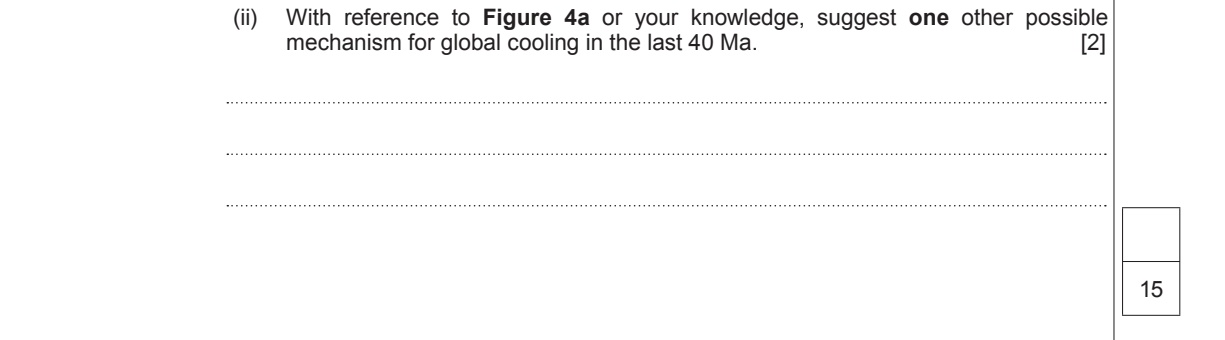 (ii) With reference to Figure 4a or your knowledge, suggest one other possible
mechanism for global cooling in the last 40 Ma. [2]
15